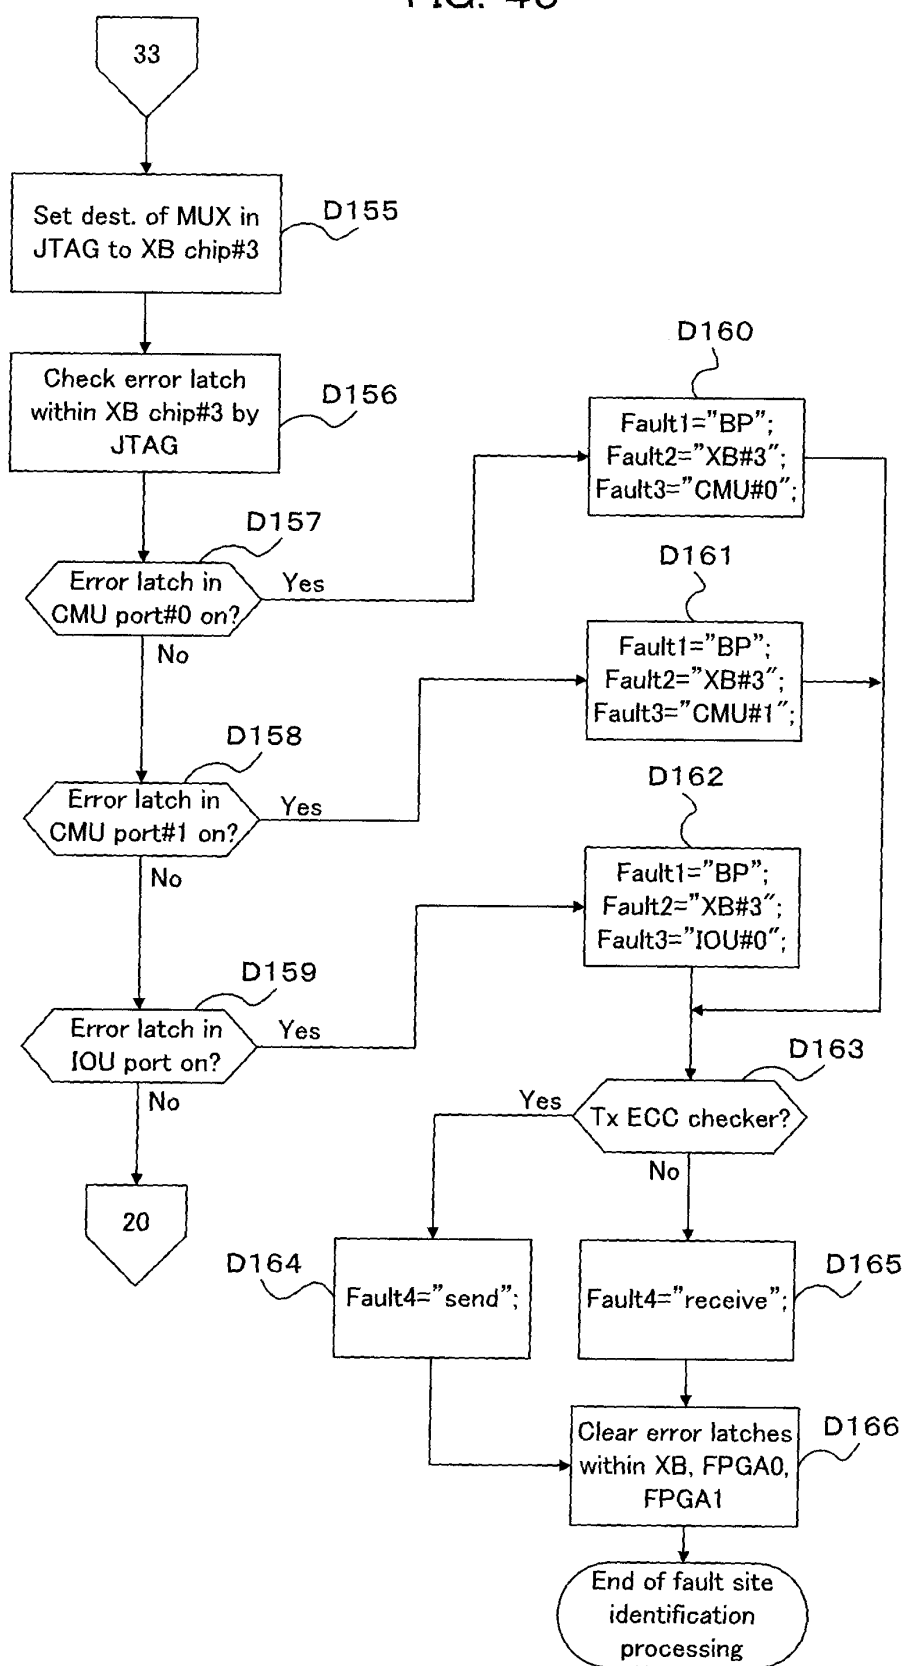 33
Set dest. of MUX in
JTAG to XB chip#3
D155
Check error latch
within XB chip#3 by
JTAG
D156
D157
Error latch in
CMU port#0 on?
Yes
No
D160
Fault1="BP";
Fault2="XB#3";
Fault3="CMU#0";
D158
Error latch in
CMU port#1 on?
Yes
No
D161
Fault1="BP";
Fault2="XB#3";
Fault3="CMU#1";
D159
Error latch in
IOU port on?
Yes
No
D162
Fault1="BP";
Fault2="XB#3";
Fault3="IOU#0";
20
D163
Tx ECC checker?
Yes
No
D164
Fault4="send";
D165
Fault4="receive";
D166
Clear error latches
within XB, FPGA0,
FPGA1
End of fault site
identification
processing